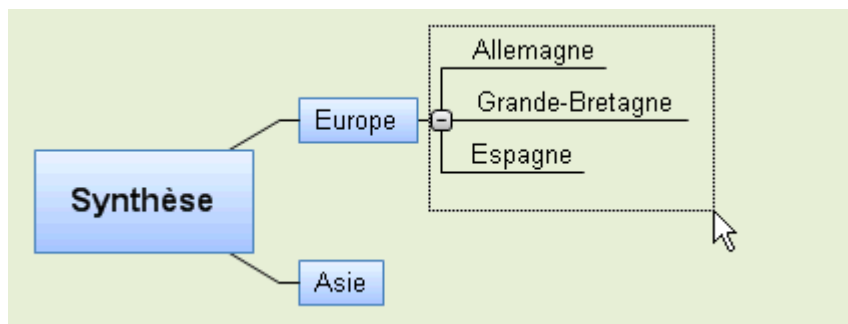 Allemagne
Grande-Bretagne
Europe
Espagne
Synthèse
Asie